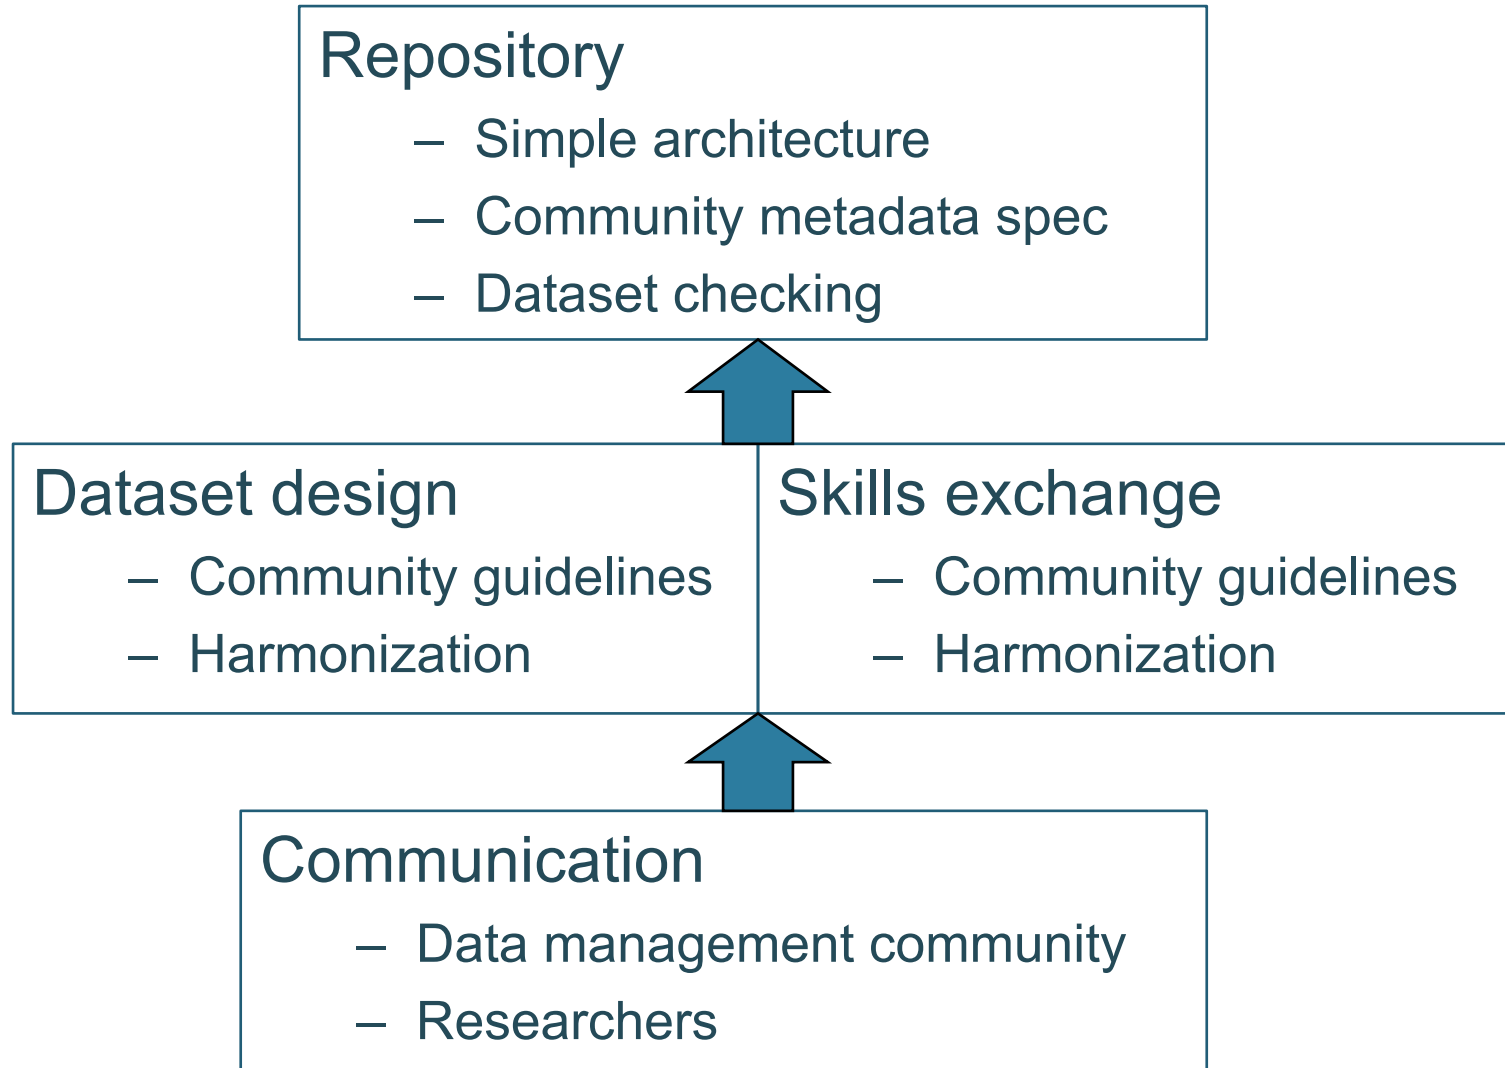 Repository
– Simple architecture
– Community metadata spec
– Dataset checking
Dataset design
– Community guidelines
– Harmonization
Skills exchange
– Community guidelines
– Harmonization
Communication
– Data management community
– Researchers